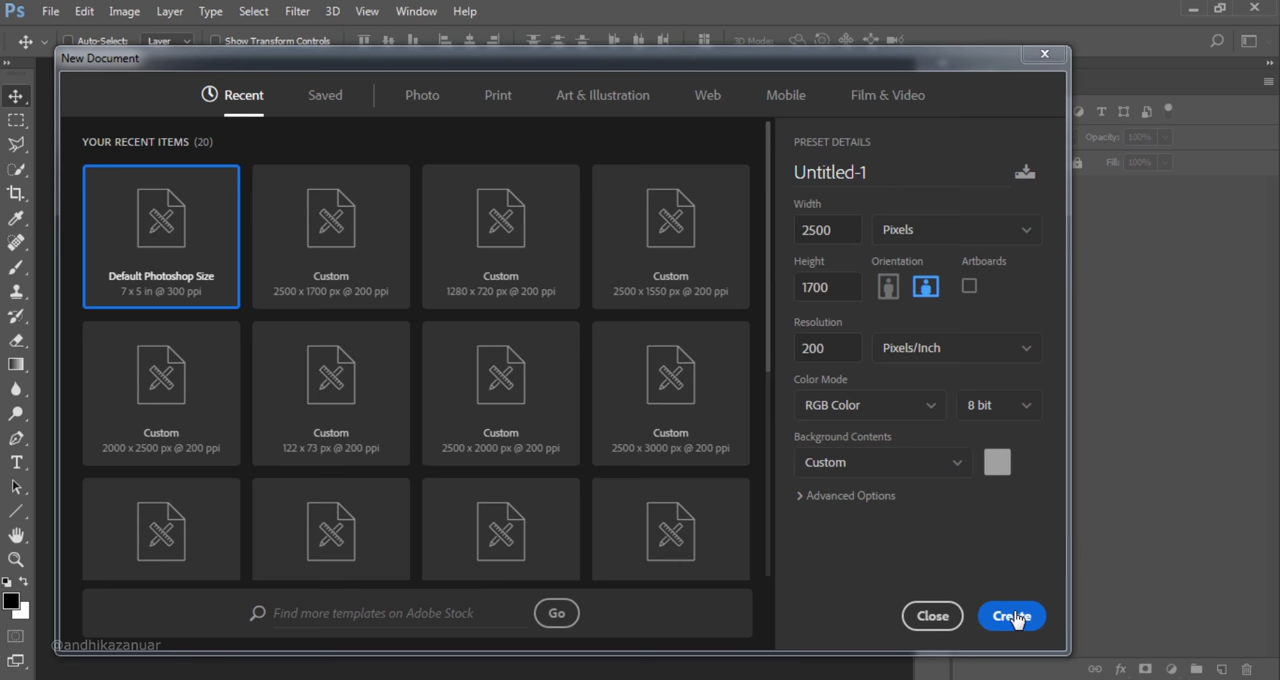 Ps File Edit Image Layer Type Select Filter 3D View Window Help
Auto-Select: Layer Show Transform Controls 3D Mode:
New Document
Recent Saved Photo Print Art & Illustration Web Mobile Film & Video
YOUR RECENT ITEMS (20)
Default Photoshop Size
7 x 5 in @ 300 ppi
Custom
2500 x 1700 px @ 200 ppi
Custom
1280 x 720 px @ 200 ppi
Custom
2500 x 1550 px @ 200 ppi
Custom
2000 x 2500 px @ 200 ppi
Custom
122 x 73 px @ 200 ppi
Custom
2500 x 2000 px @ 200 ppi
Custom
2500 x 3000 px @ 200 ppi
Find more templates on Adobe Stock Go
PRESET DETAILS
Untitled-1
Width
2500 Pixels
Height Orientation Artboards
1700
Resolution
200 Pixels/Inch
Color Mode
RGB Color 8 bit
Background Contents
Custom
Advanced Options
Close Create
Opacity: 100%
Fill: 100%
@andhikazanuar